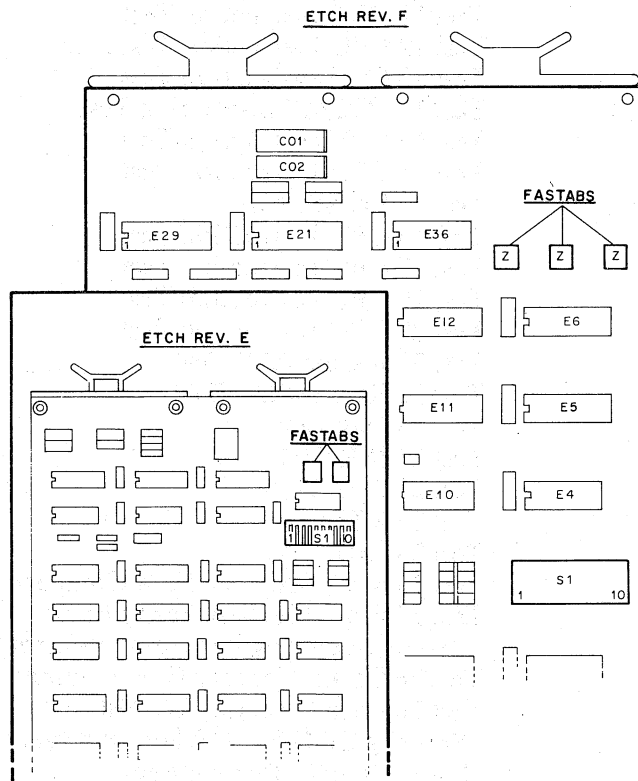 ETCH REV. F
C01
C02
FASTABS
E29
1
E21
1
E36
1
Z
Z
Z
E12
E6
ETCH REV. E
E11
E5
FASTABS
E10
E4
1 S1 0
S1
1
10